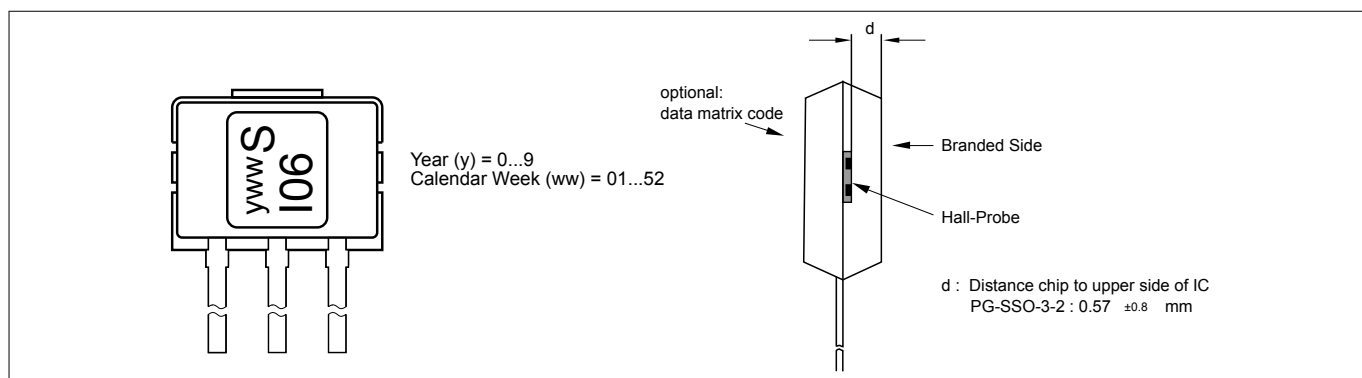 ywwS
I06
Year (y) = 0...9
Calendar Week (ww) = 01...52
d
optional:
data matrix code
Branded Side
Hall-Probe
d : Distance chip to upper side of IC
PG-SSO-3-2 : 0.57 ±0.8 mm